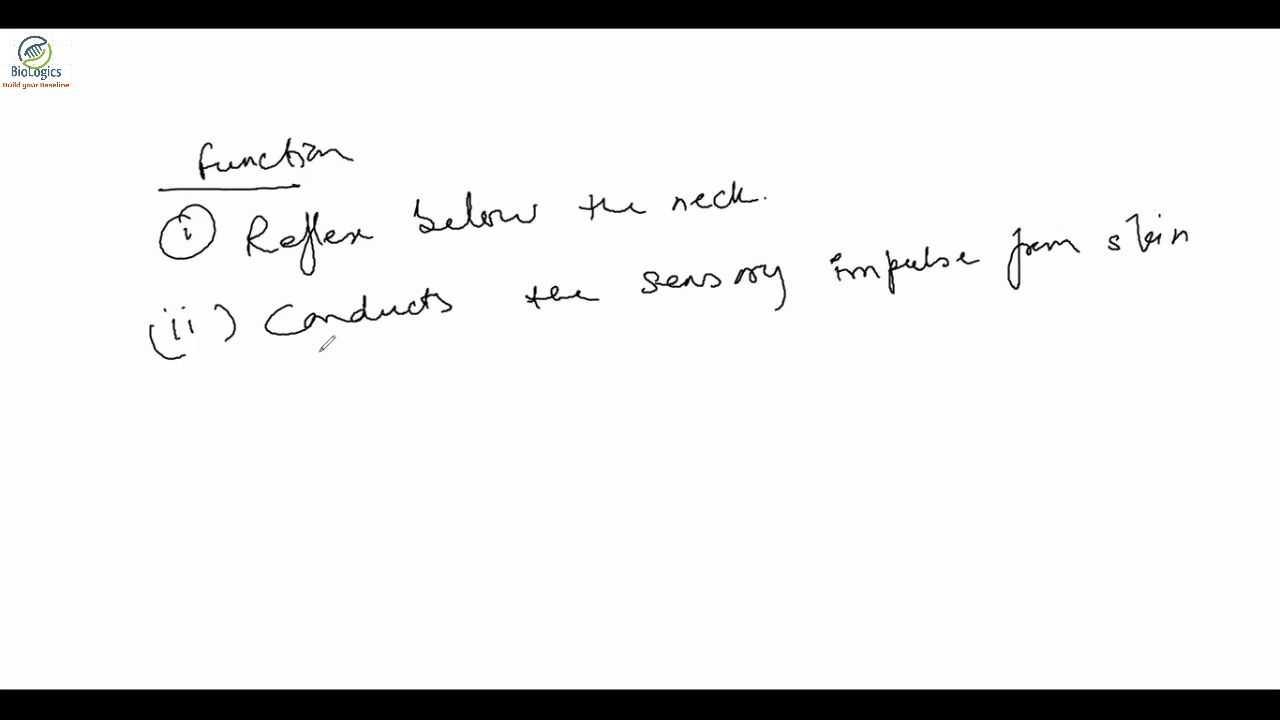 BioLogics
Build your Baseline
Function
(i) Reflex below the neck.
(ii) Conducts the sensory impulse from skin